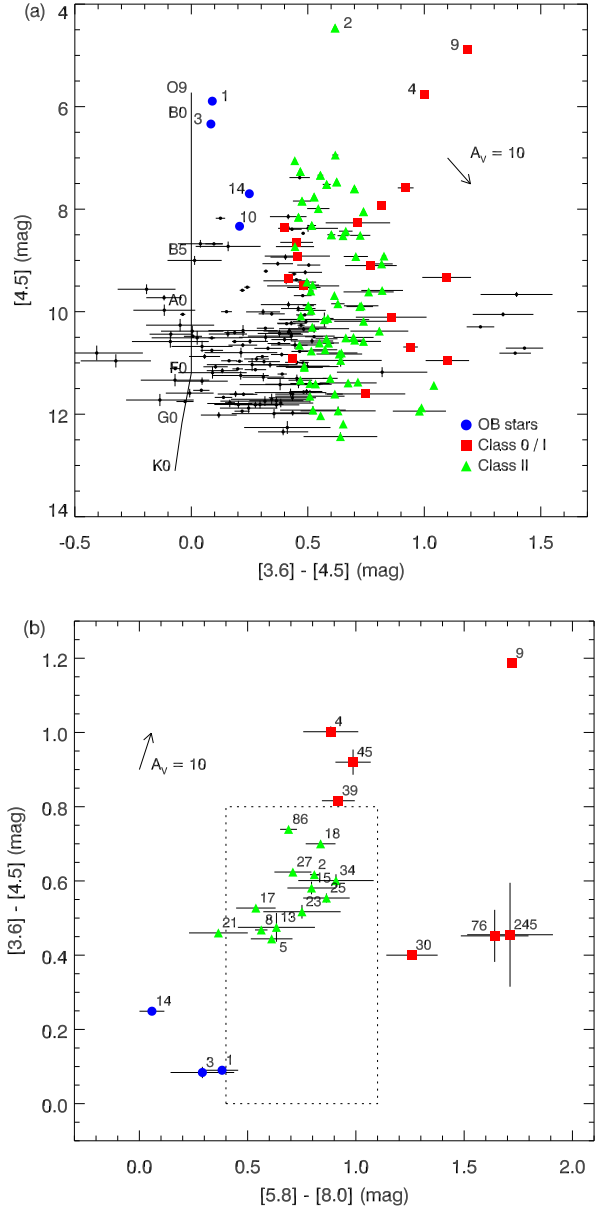 (a)
4
6
8
10
12
14
[4.5] (mag)
2
9
O9
1
4
B0
3
A_V = 10
14
10
B5
A0
F0
G0
K0
OB stars
Class 0 / I
Class II
-0.5 0.0 0.5 1.0 1.5
[3.6] - [4.5] (mag)
(b)
1.2
1.0
0.8
0.6
0.4
0.2
0.0
[3.6] - [4.5] (mag)
9
4
A_V = 10
45
39
86
18
27 2
15 34
25
17
23
21 8 13
5
76 245
30
14
3 1
0.0 0.5 1.0 1.5 2.0
[5.8] - [8.0] (mag)